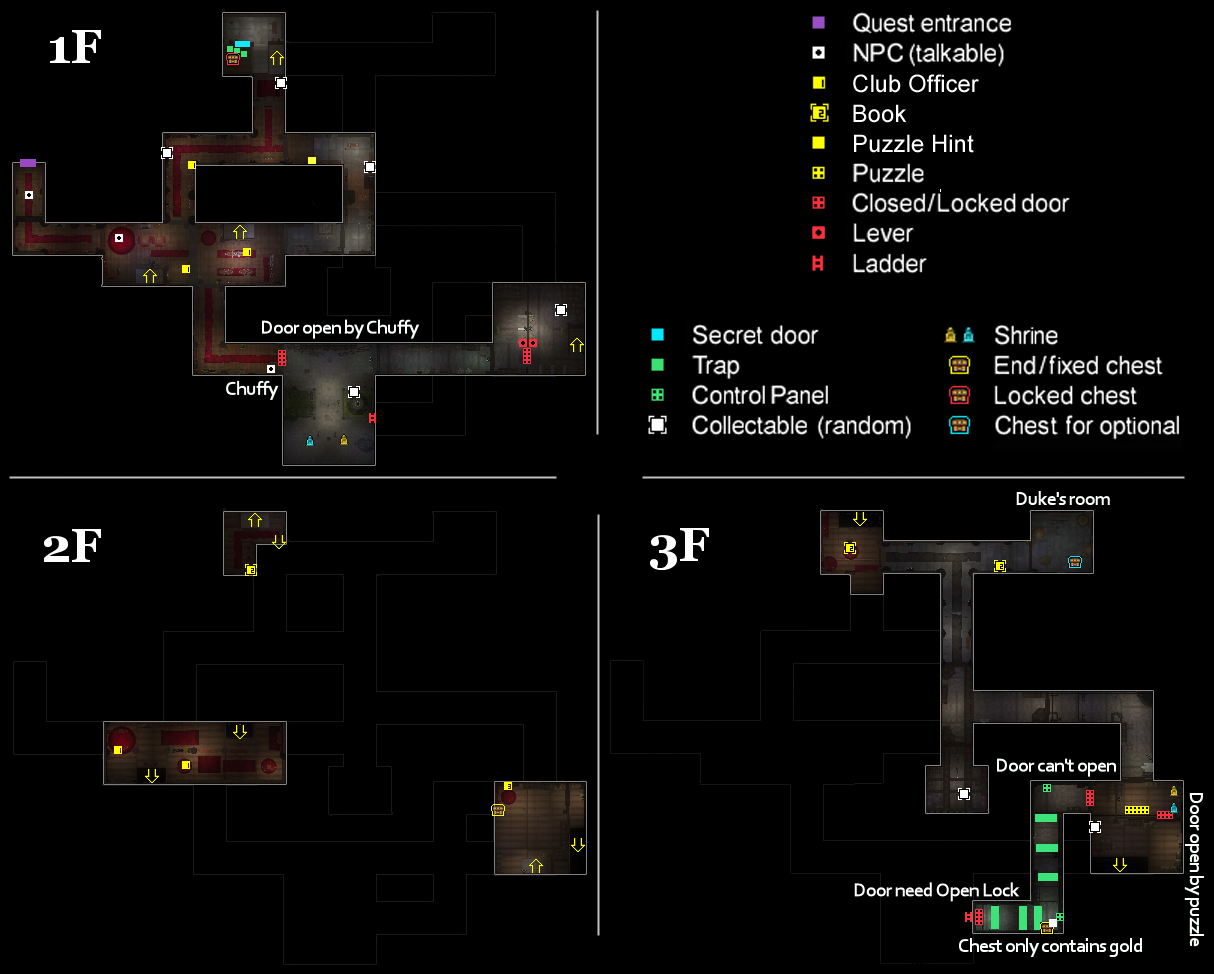 1F
Quest entrance
NPC (talkable)
Club Officer
Book
Puzzle Hint
Puzzle
Closed/Locked door
Lever
Ladder
Door open by Chuffy
Chuffy
Secret door
Trap
Control Panel
Collectable (random)
Shrine
End/fixed chest
Locked chest
Chest for optional
2F
3F
Duke's room
Door can't open
Door open by puzzle
Door need Open Lock
Chest only contains gold